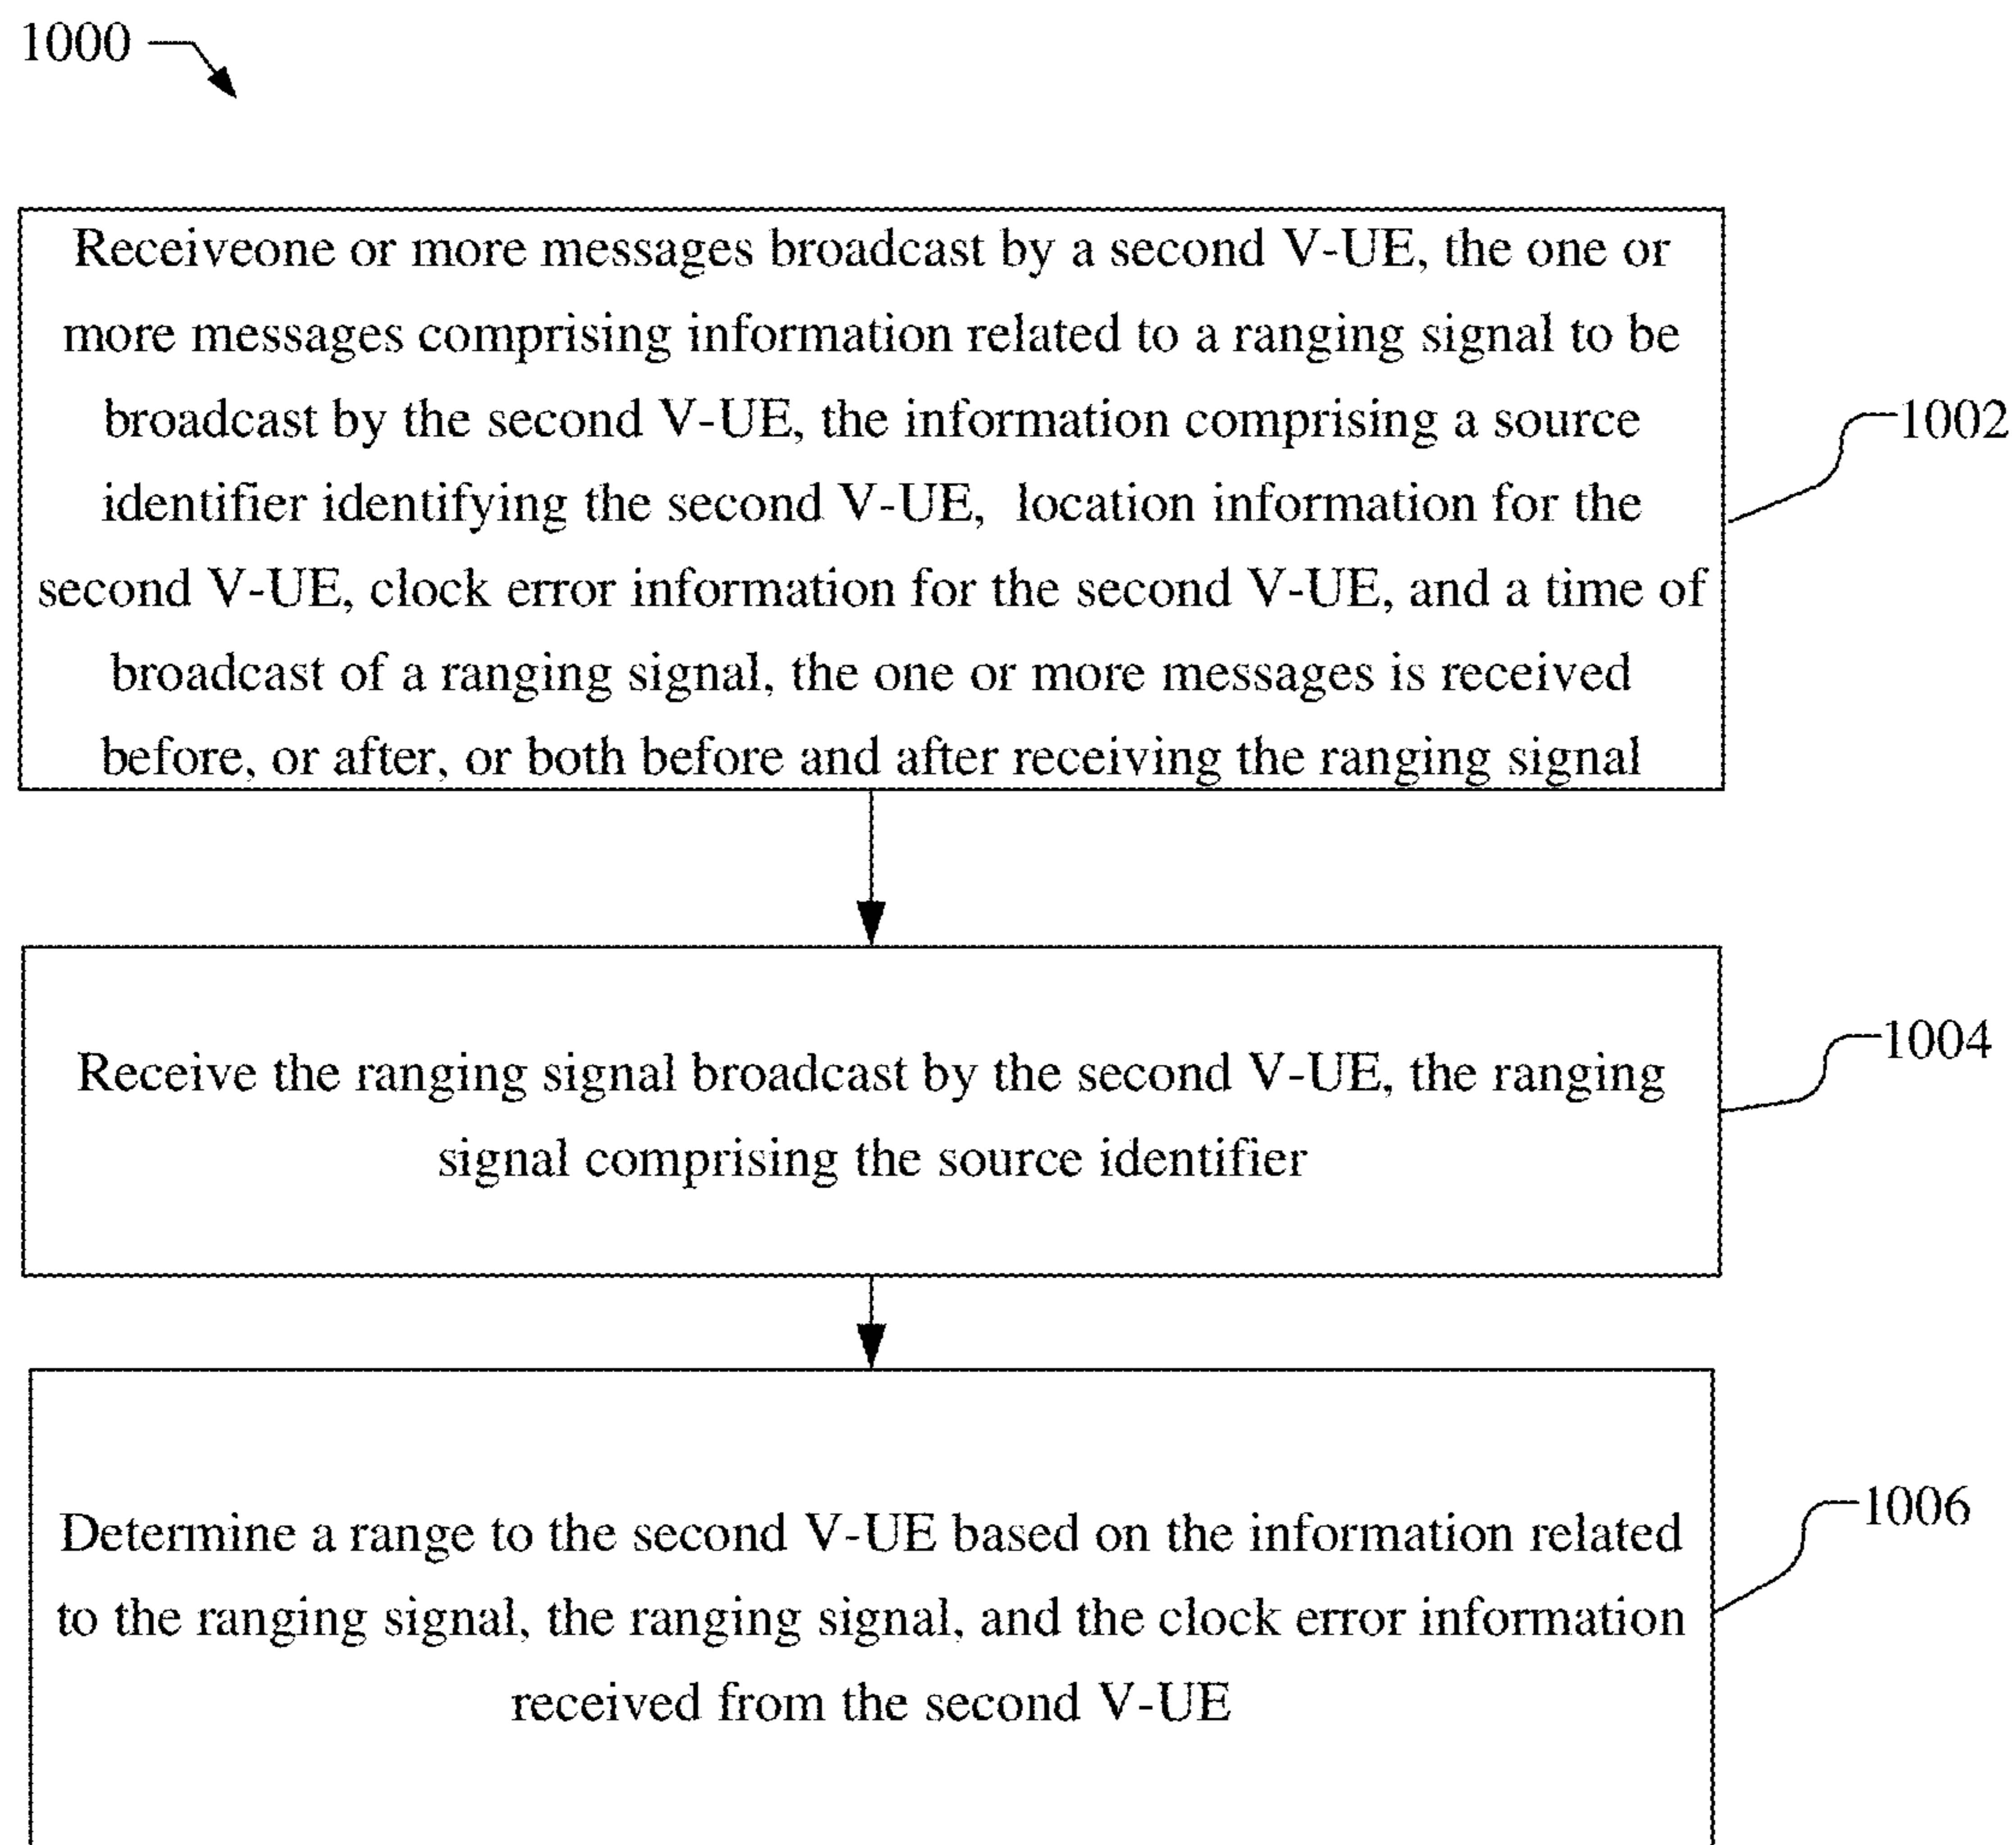 1000
Receiveone or more messages broadcast by a second V-UE, the one or
more messages comprising information related to a ranging signal to be
broadcast by the second V-UE, the information comprising a source
identifier identifying the second V-UE, location information for the
second V-UE, clock error information for the second V-UE, and a time of
broadcast of a ranging signal, the one or more messages is received
before, or after, or both before and after receiving the ranging signal
1002
Receive the ranging signal broadcast by the second V-UE, the ranging
signal comprising the source identifier
1004
Determine a range to the second V-UE based on the information related
to the ranging signal, the ranging signal, and the clock error information
received from the second V-UE
1006